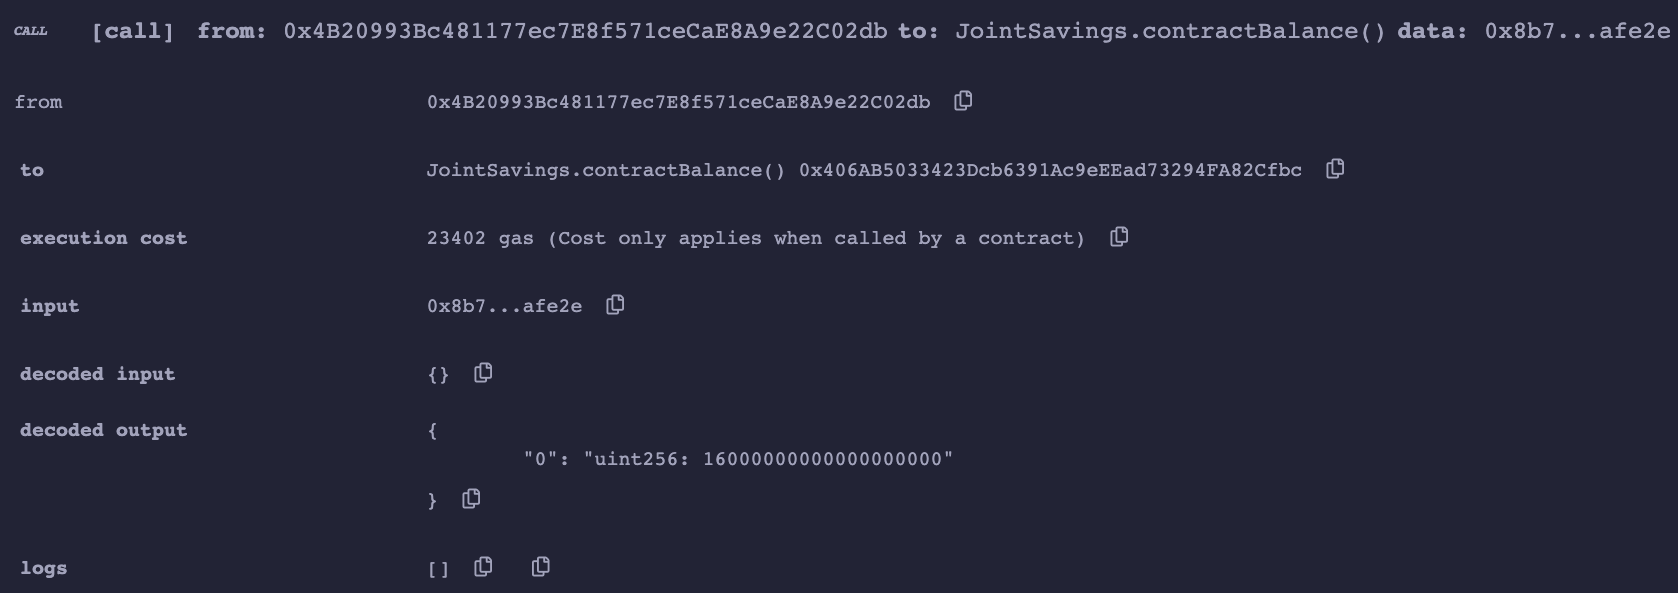 CALL [call] from: 0x4B20993Bc481177ec7E8f571ceCaE8A9e22C02db to: JointSavings.contractBalance() data: 0x8b7...afe2e
from 0x4B20993Bc481177ec7E8f571ceCaE8A9e22C02db
to JointSavings.contractBalance() 0x406AB5033423Dcb6391Ac9eEEad73294FA82Cfbc
execution cost 23402 gas (Cost only applies when called by a contract)
input 0x8b7...afe2e
decoded input {}
decoded output {
"0": "uint256: 16000000000000000000"
}
logs []